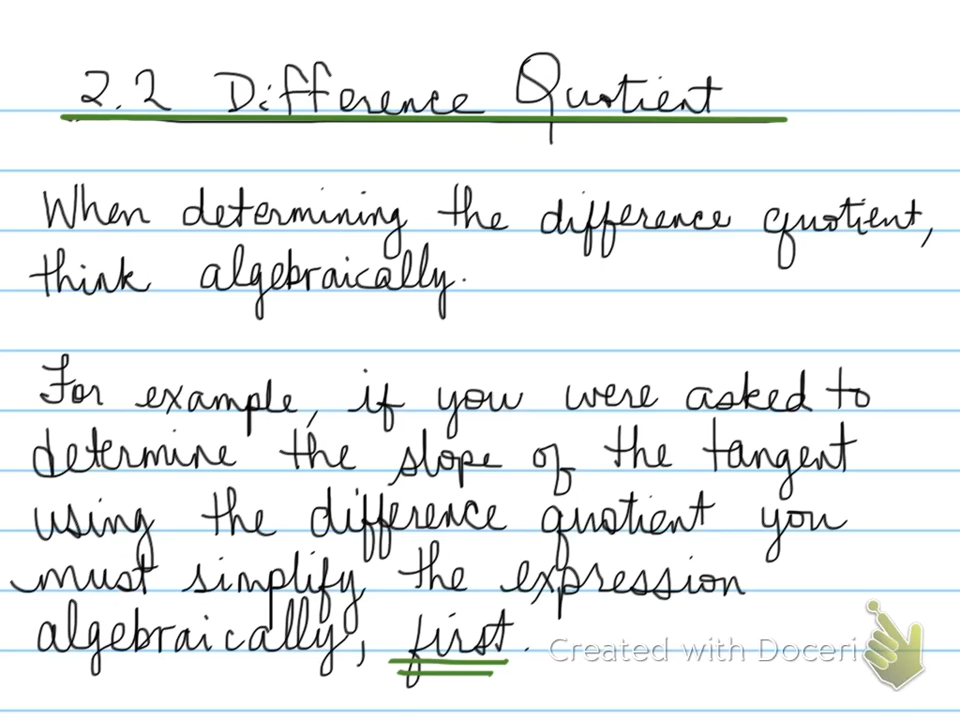 2.2 Difference Quotient
When determining the difference quotient,
think algebraically.
For example, if you were asked to
determine the slope of the tangent
using the difference quotient you
must simplify the expression
algebraically, first.
Created with Doceri